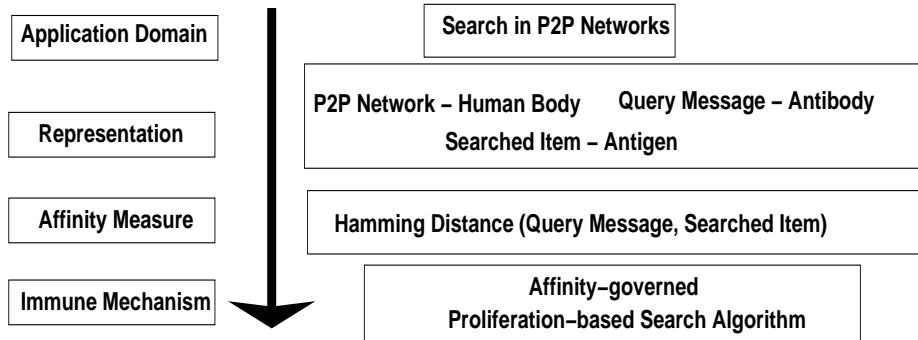 Application Domain
Search in P2P Networks
Representation
P2P Network – Human Body
Query Message – Antibody
Searched Item – Antigen
Affinity Measure
Hamming Distance (Query Message, Searched Item)
Immune Mechanism
Affinity–governed
Proliferation–based Search Algorithm